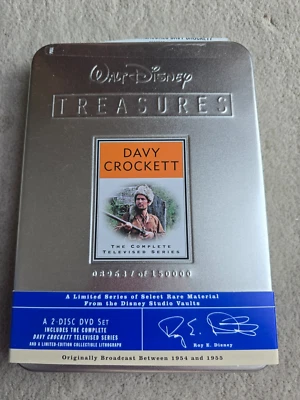 WALT DISNEY
TREASURES
DAVY
CROCKETT
THE COMPLETE
TELEVISED SERIES
of 150000
A Limited Series of Select Rare Material
From the Disney Studio Vaults
A 2-DISC DVD SET
INCLUDES THE COMPLETE
DAVY CROCKETT TELEVISED SERIES
AND A LIMITED-EDITION COLLECTIBLE LITHOGRAPH
Roy E. Disney
Roy E. Disney
Originally Broadcast Between 1954 and 1955